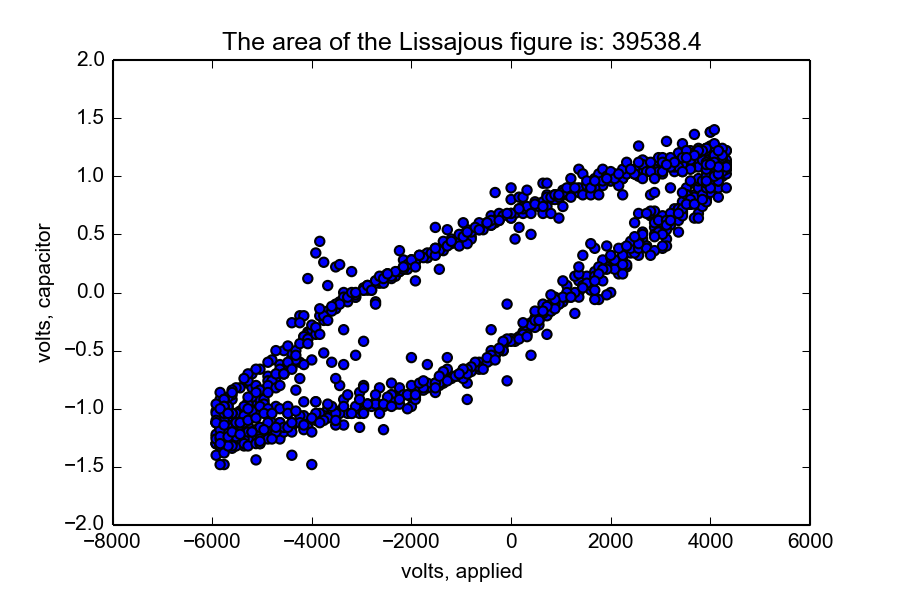 The area of the Lissajous figure is: 39538.4
2.0
1.5
1.0
0.5
0.0
−0.5
−1.0
−1.5
−2.0
volts, capacitor
−8000 −6000 −4000 −2000 0 2000 4000 6000
volts, applied